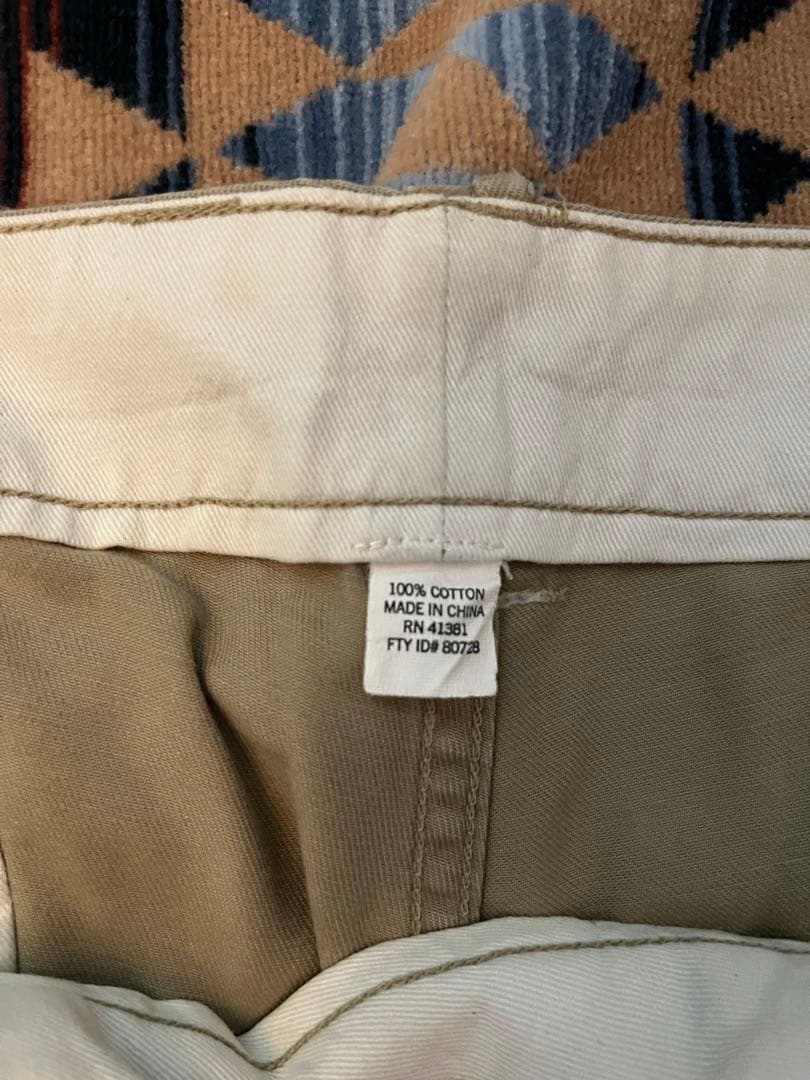 100% COTTON
MADE IN CHINA
RN 41381
FTY ID# 80728